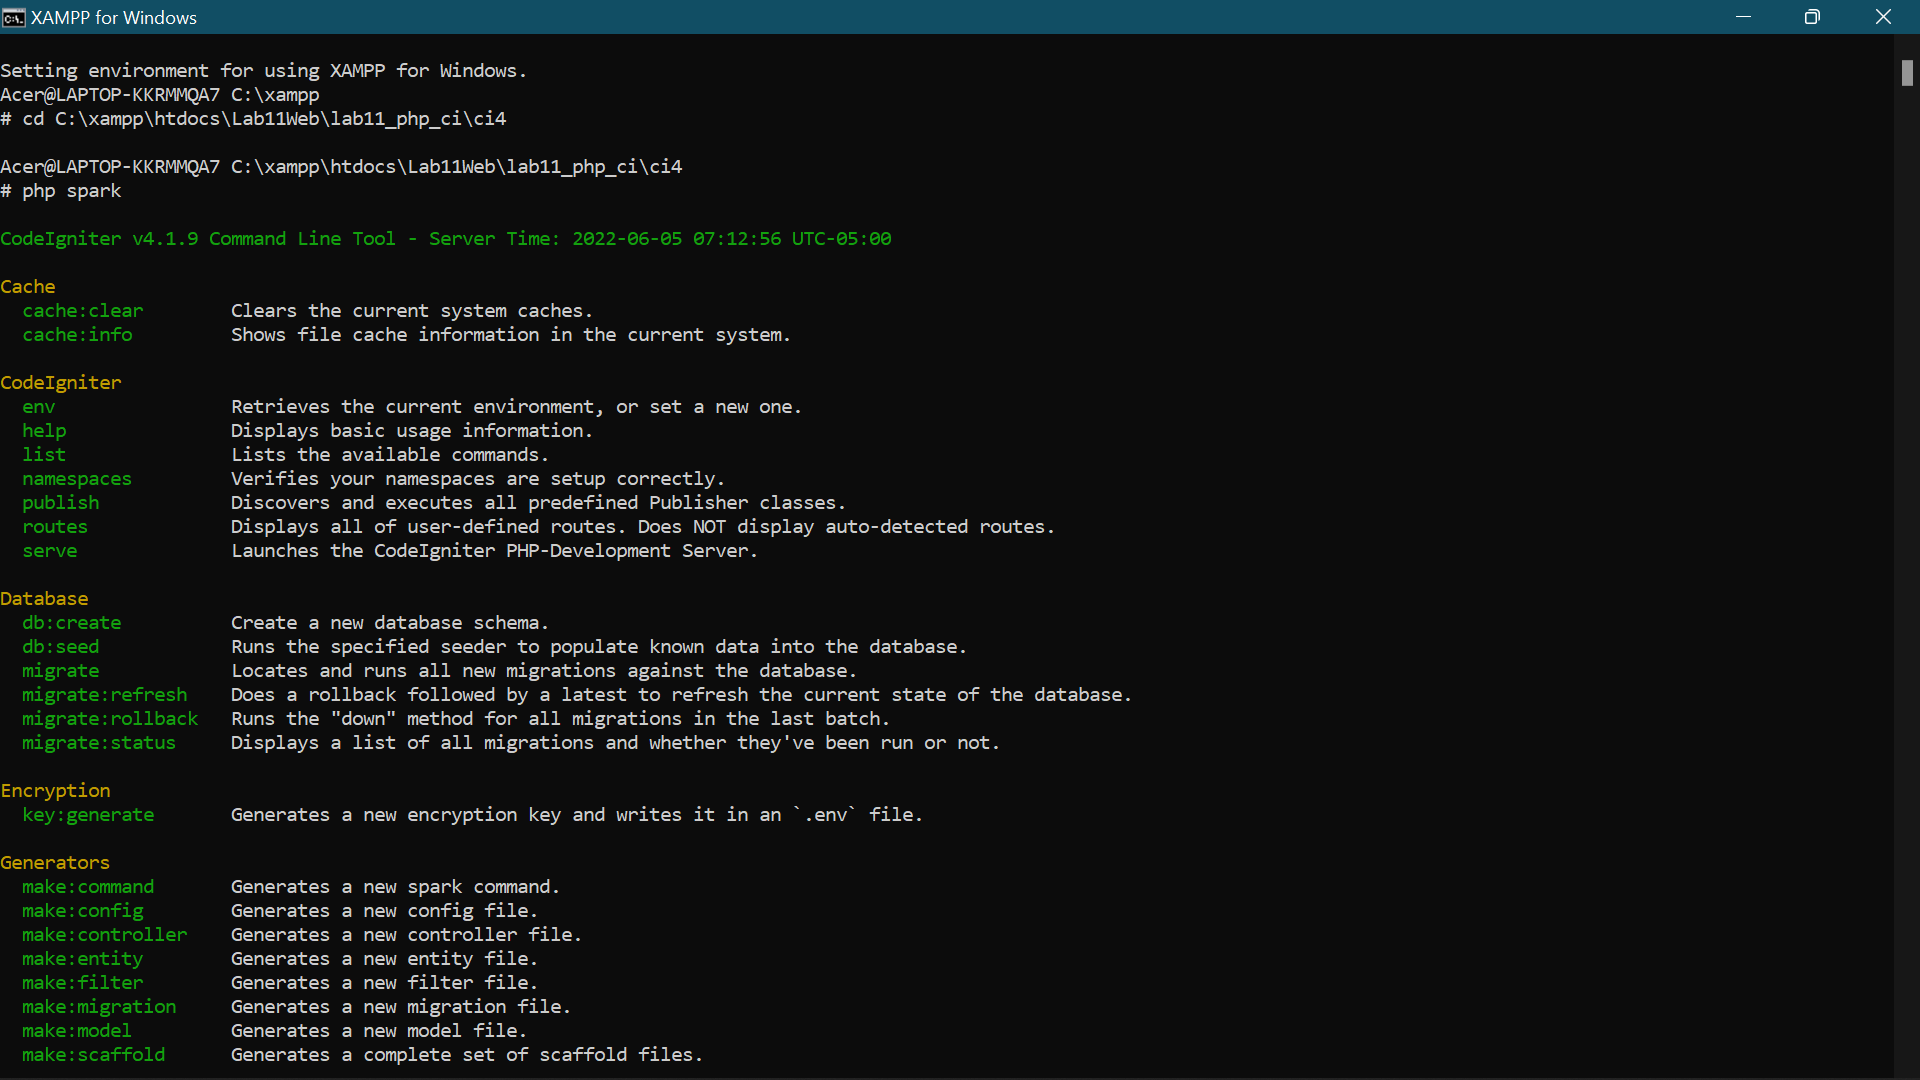 XAMPP for Windows
Setting environment for using XAMPP for Windows.
Acer@LAPTOP-KKRMMQA7 C:\xampp
# cd C:\xampp\htdocs\Lab11Web\lab11_php_ci\ci4
Acer@LAPTOP-KKRMMQA7 C:\xampp\htdocs\Lab11Web\lab11_php_ci\ci4
# php spark
CodeIgniter v4.1.9 Command Line Tool - Server Time: 2022-06-05 07:12:56 UTC-05:00
Cache
  cache:clear        Clears the current system caches.
  cache:info         Shows file cache information in the current system.
CodeIgniter
  env                Retrieves the current environment, or set a new one.
  help               Displays basic usage information.
  list               Lists the available commands.
  namespaces         Verifies your namespaces are setup correctly.
  publish            Discovers and executes all predefined Publisher classes.
  routes             Displays all of user-defined routes. Does NOT display auto-detected routes.
  serve              Launches the CodeIgniter PHP-Development Server.
Database
  db:create          Create a new database schema.
  db:seed            Runs the specified seeder to populate known data into the database.
  migrate            Locates and runs all new migrations against the database.
  migrate:refresh    Does a rollback followed by a latest to refresh the current state of the database.
  migrate:rollback   Runs the "down" method for all migrations in the last batch.
  migrate:status     Displays a list of all migrations and whether they've been run or not.
Encryption
  key:generate       Generates a new encryption key and writes it in an `.env` file.
Generators
  make:command       Generates a new spark command.
  make:config        Generates a new config file.
  make:controller    Generates a new controller file.
  make:entity        Generates a new entity file.
  make:filter        Generates a new filter file.
  make:migration     Generates a new migration file.
  make:model         Generates a new model file.
  make:scaffold      Generates a complete set of scaffold files.